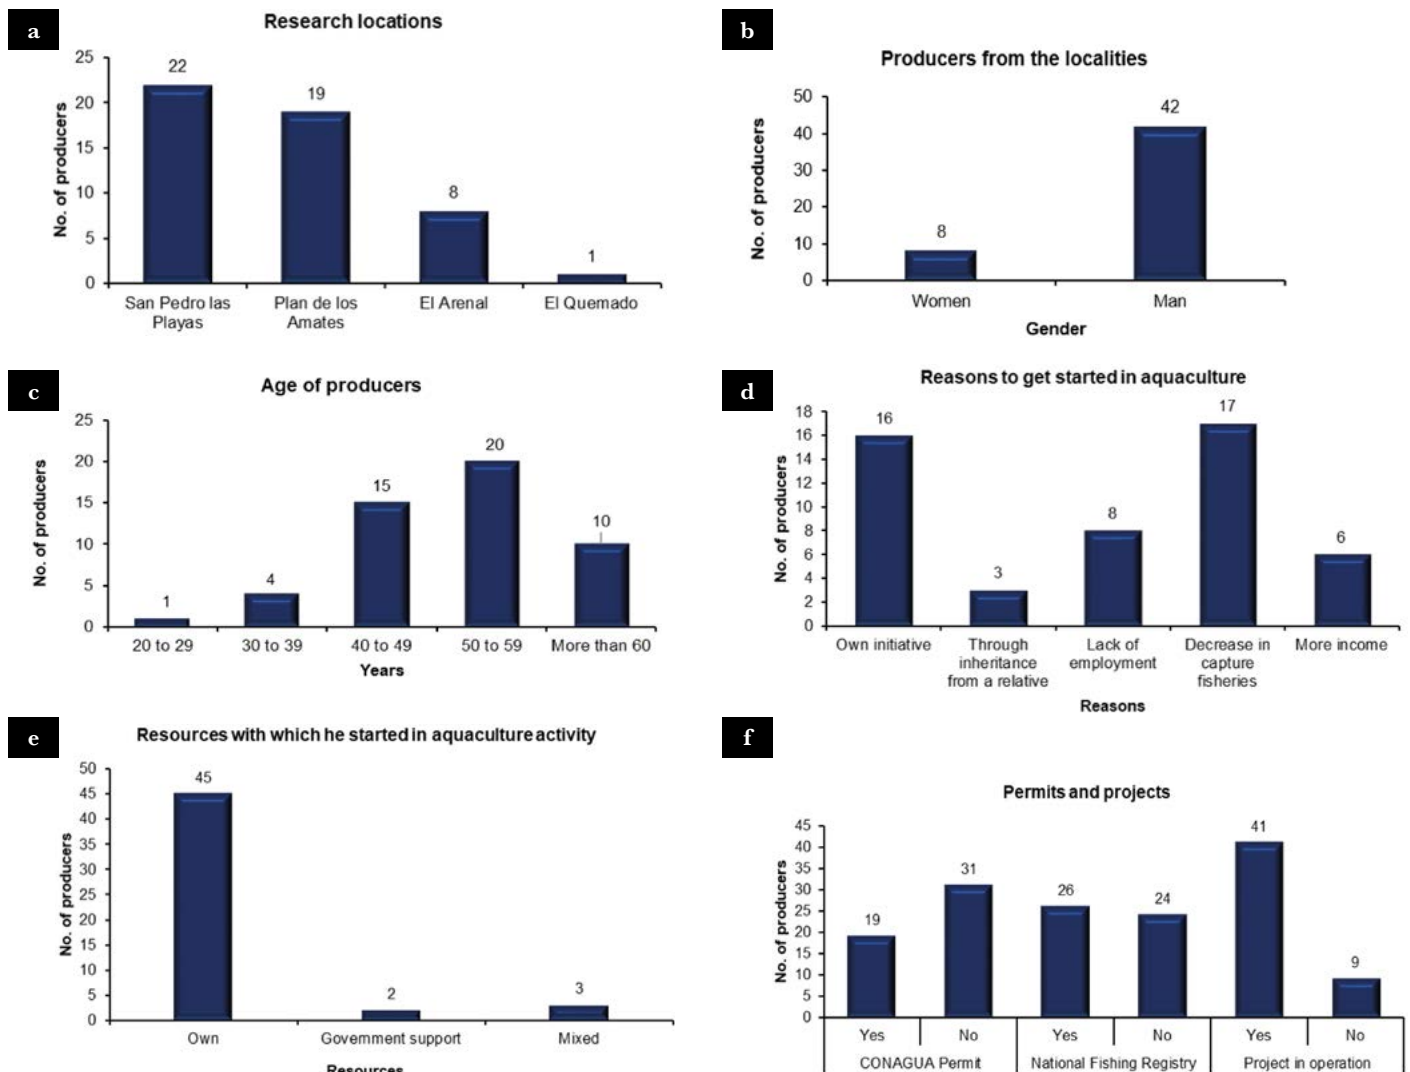 a
Research locations
No. of producers
25
20
15
10
5
0
22
19
8
1
San Pedro las
Playas
Plan de los
Amates
El Arenal
El Quemado
b
Producers from the localities
No. of producers
50
40
30
20
10
0
8
42
Women
Man
Gender
c
Age of producers
No. of producers
25
20
15
10
5
0
1
4
15
20
10
20 to 29
30 to 39
40 to 49
50 to 59
More than 60
Years
d
Reasons to get started in aquaculture
No. of producers
18
16
14
12
10
8
6
4
2
0
16
3
8
17
6
Own initiative
Through
inheritance
from a relative
Lack of
employment
Decrease in
capture
fisheries
More income
Reasons
e
Resources with which he started in aquaculture activity
No. of producers
50
45
40
35
30
25
20
15
10
5
0
45
2
3
Own
Government support
Mixed
Resources
f
Permits and projects
No. of producers
45
40
35
30
25
20
15
10
5
0
19
31
26
24
41
9
Yes
No
Yes
No
Yes
No
CONAGUA Permit
National Fishing Registry
Project in operation